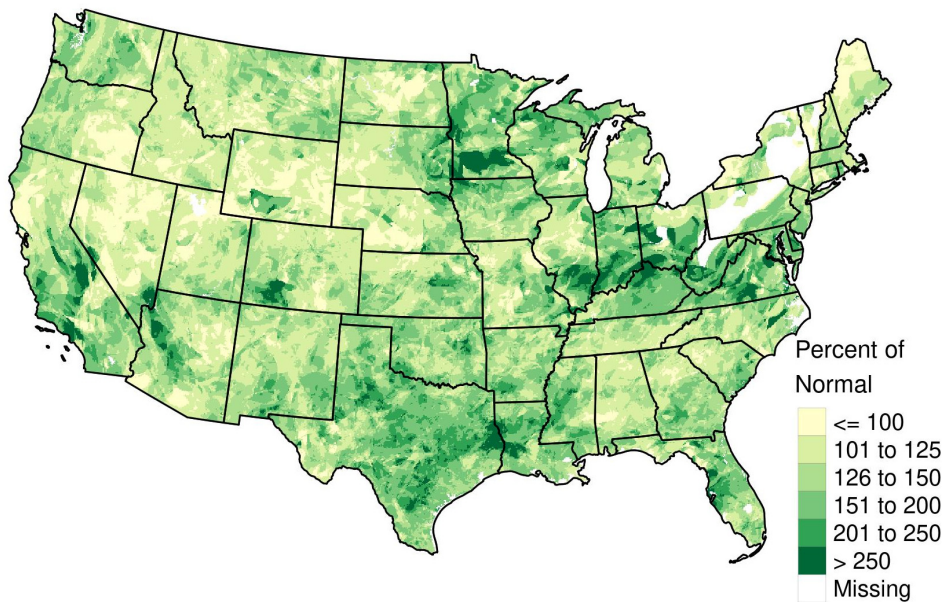 Percent of
Normal
<= 100
101 to 125
126 to 150
151 to 200
201 to 250
> 250
Missing